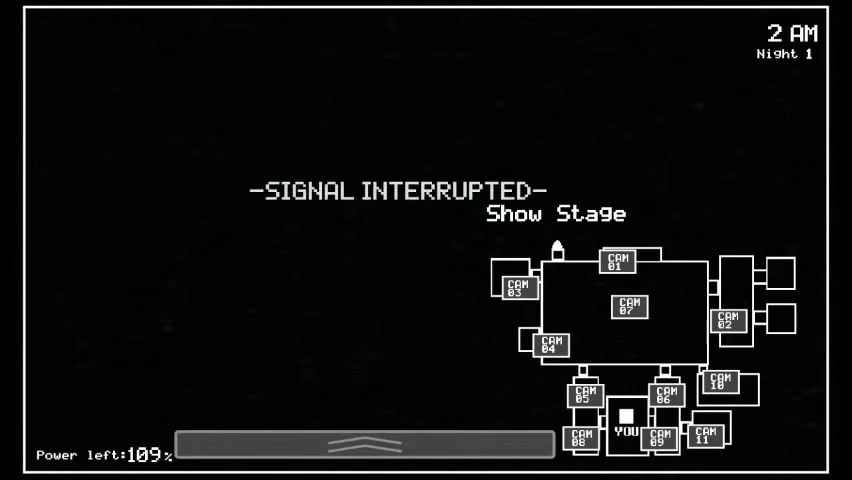 2 AM
Night 1
-SIGNAL INTERRUPTED-
Show Stage
CAM
01
CAM
03
CAM
07
CAM
02
CAM
04
CAM
10
CAM
05
CAM
06
YOU
CAM
08
CAM
09
CAM
11
Power left:109%